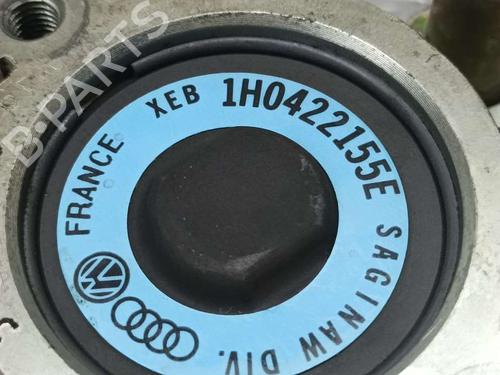 FRANCE XEB 1H0422155E SAGINAW DIV.
B-PARTS